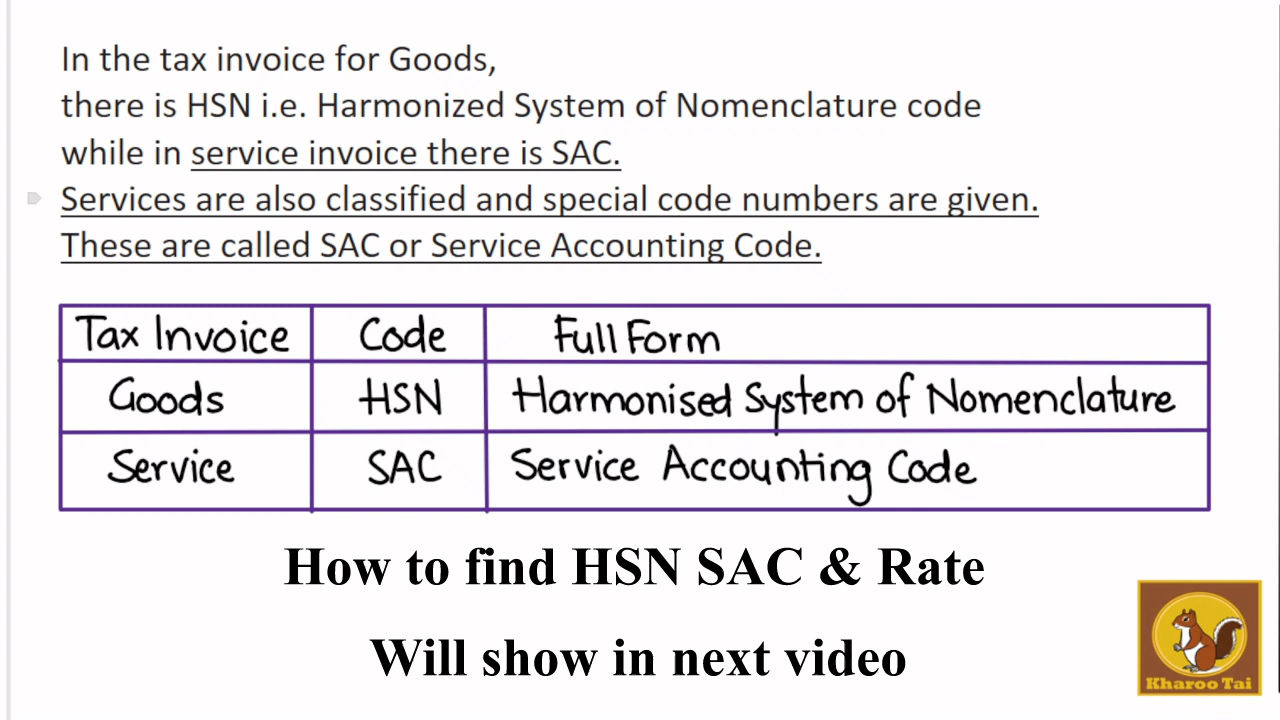 In the tax invoice for Goods,
there is HSN i.e. Harmonized System of Nomenclature code
while in service invoice there is SAC.
Services are also classified and special code numbers are given.
These are called SAC or Service Accounting Code.
Tax Invoice Code Full Form
Goods HSN Harmonised System of Nomenclature
Service SAC Service Accounting Code
How to find HSN SAC & Rate
Will show in next video
Kharoo Tai